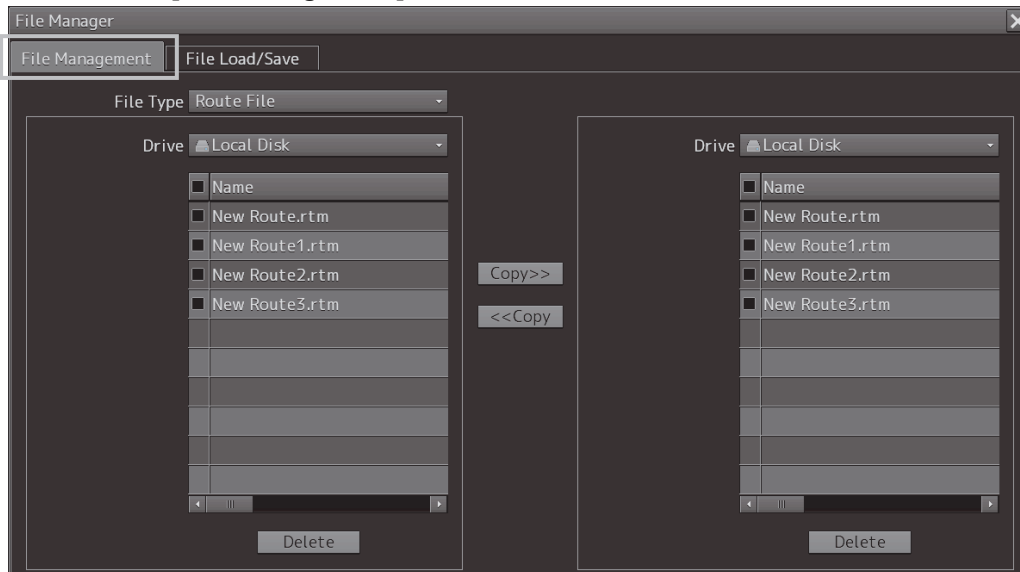 File Manager
File Management File Load/Save
File Type Route File
Drive Local Disk
Name
New Route.rtm
New Route1.rtm
New Route2.rtm
New Route3.rtm
Delete
Copy>>
<<Copy
Drive Local Disk
Name
New Route.rtm
New Route1.rtm
New Route2.rtm
New Route3.rtm
Delete